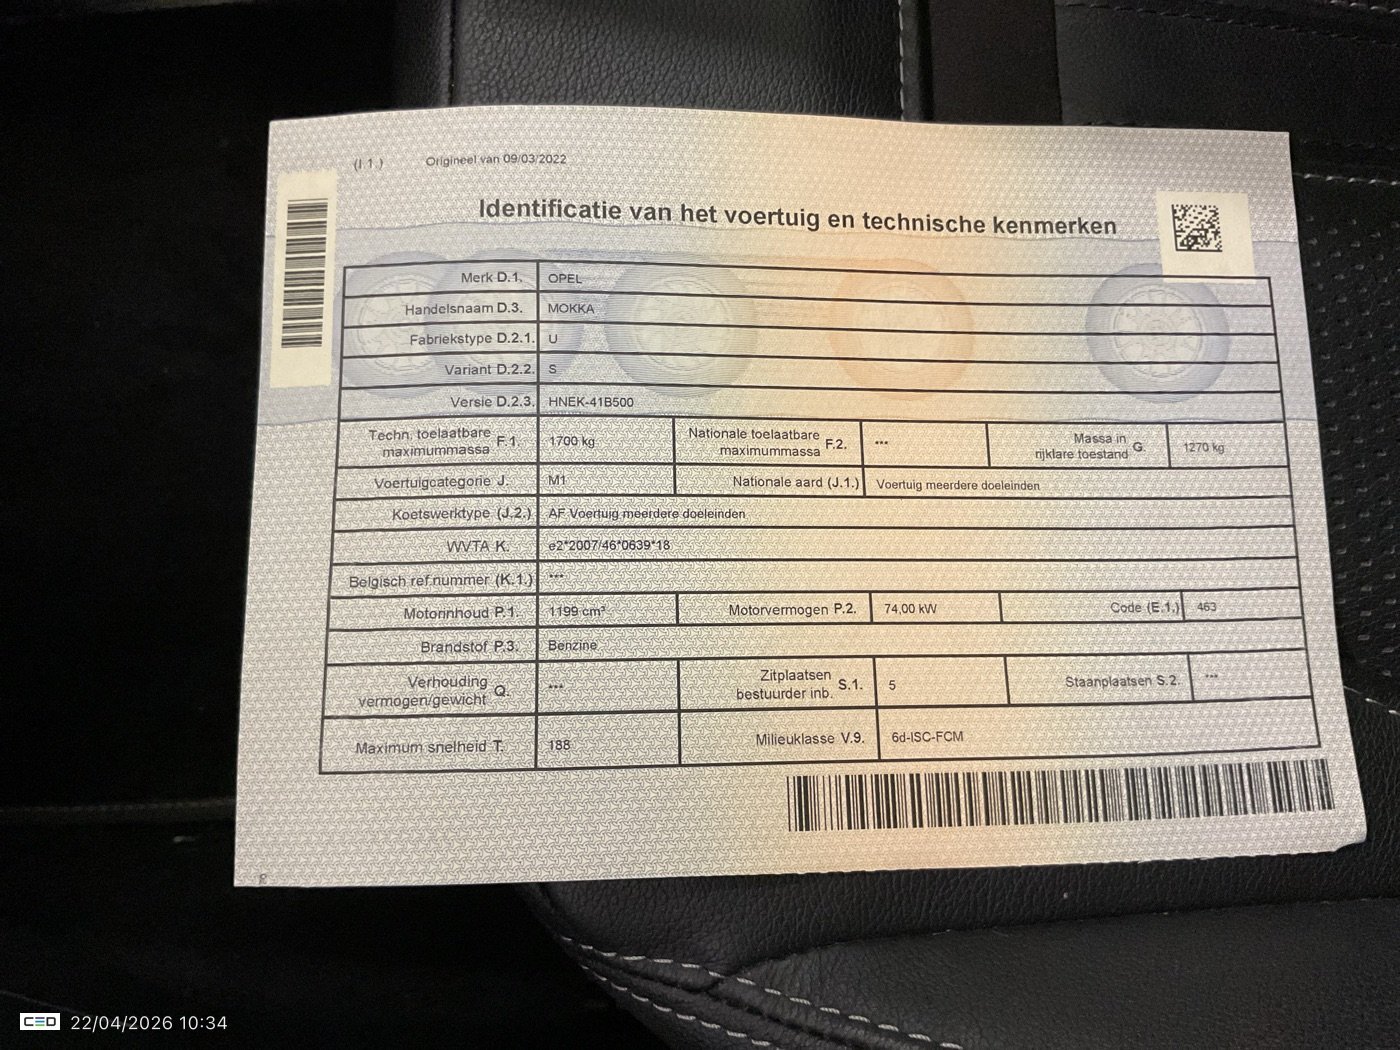 (I.1.) Origineel van 09/03/2022
Identificatie van het voertuig en technische kenmerken
Merk D.1. OPEL
Handelsnaam D.3. MOKKA
Fabriekstype D.2.1. U
Variant D.2.2. S
Versie D.2.3. HNEK-41B500
Techn. toelaatbare maximummassa F.1. 1700 kg Nationale toelaatbare maximummassa F.2. *** Massa in rijklare toestand G. 1270 kg
Voertuigcategorie J. M1 Nationale aard (J.1.) Voertuig meerdere doeleinden
Koetswerktype (J.2.) AF Voertuig meerdere doeleinden
WVTA K. e2*2007/46*0639*18
Belgisch ref.nummer (K.1.) ***
Motorinhoud P.1. 1199 cm³ Motorvermogen P.2. 74,00 kW Code (E.1.) 463
Brandstof P.3. Benzine
Verhouding vermogen/gewicht Q. *** Zitplaatsen bestuurder inb. S.1. 5 Staanplaatsen S.2. ***
Maximum snelheid T. 188 Milieuklasse V.9. 6d-ISC-FCM
CED 22/04/2026 10:34